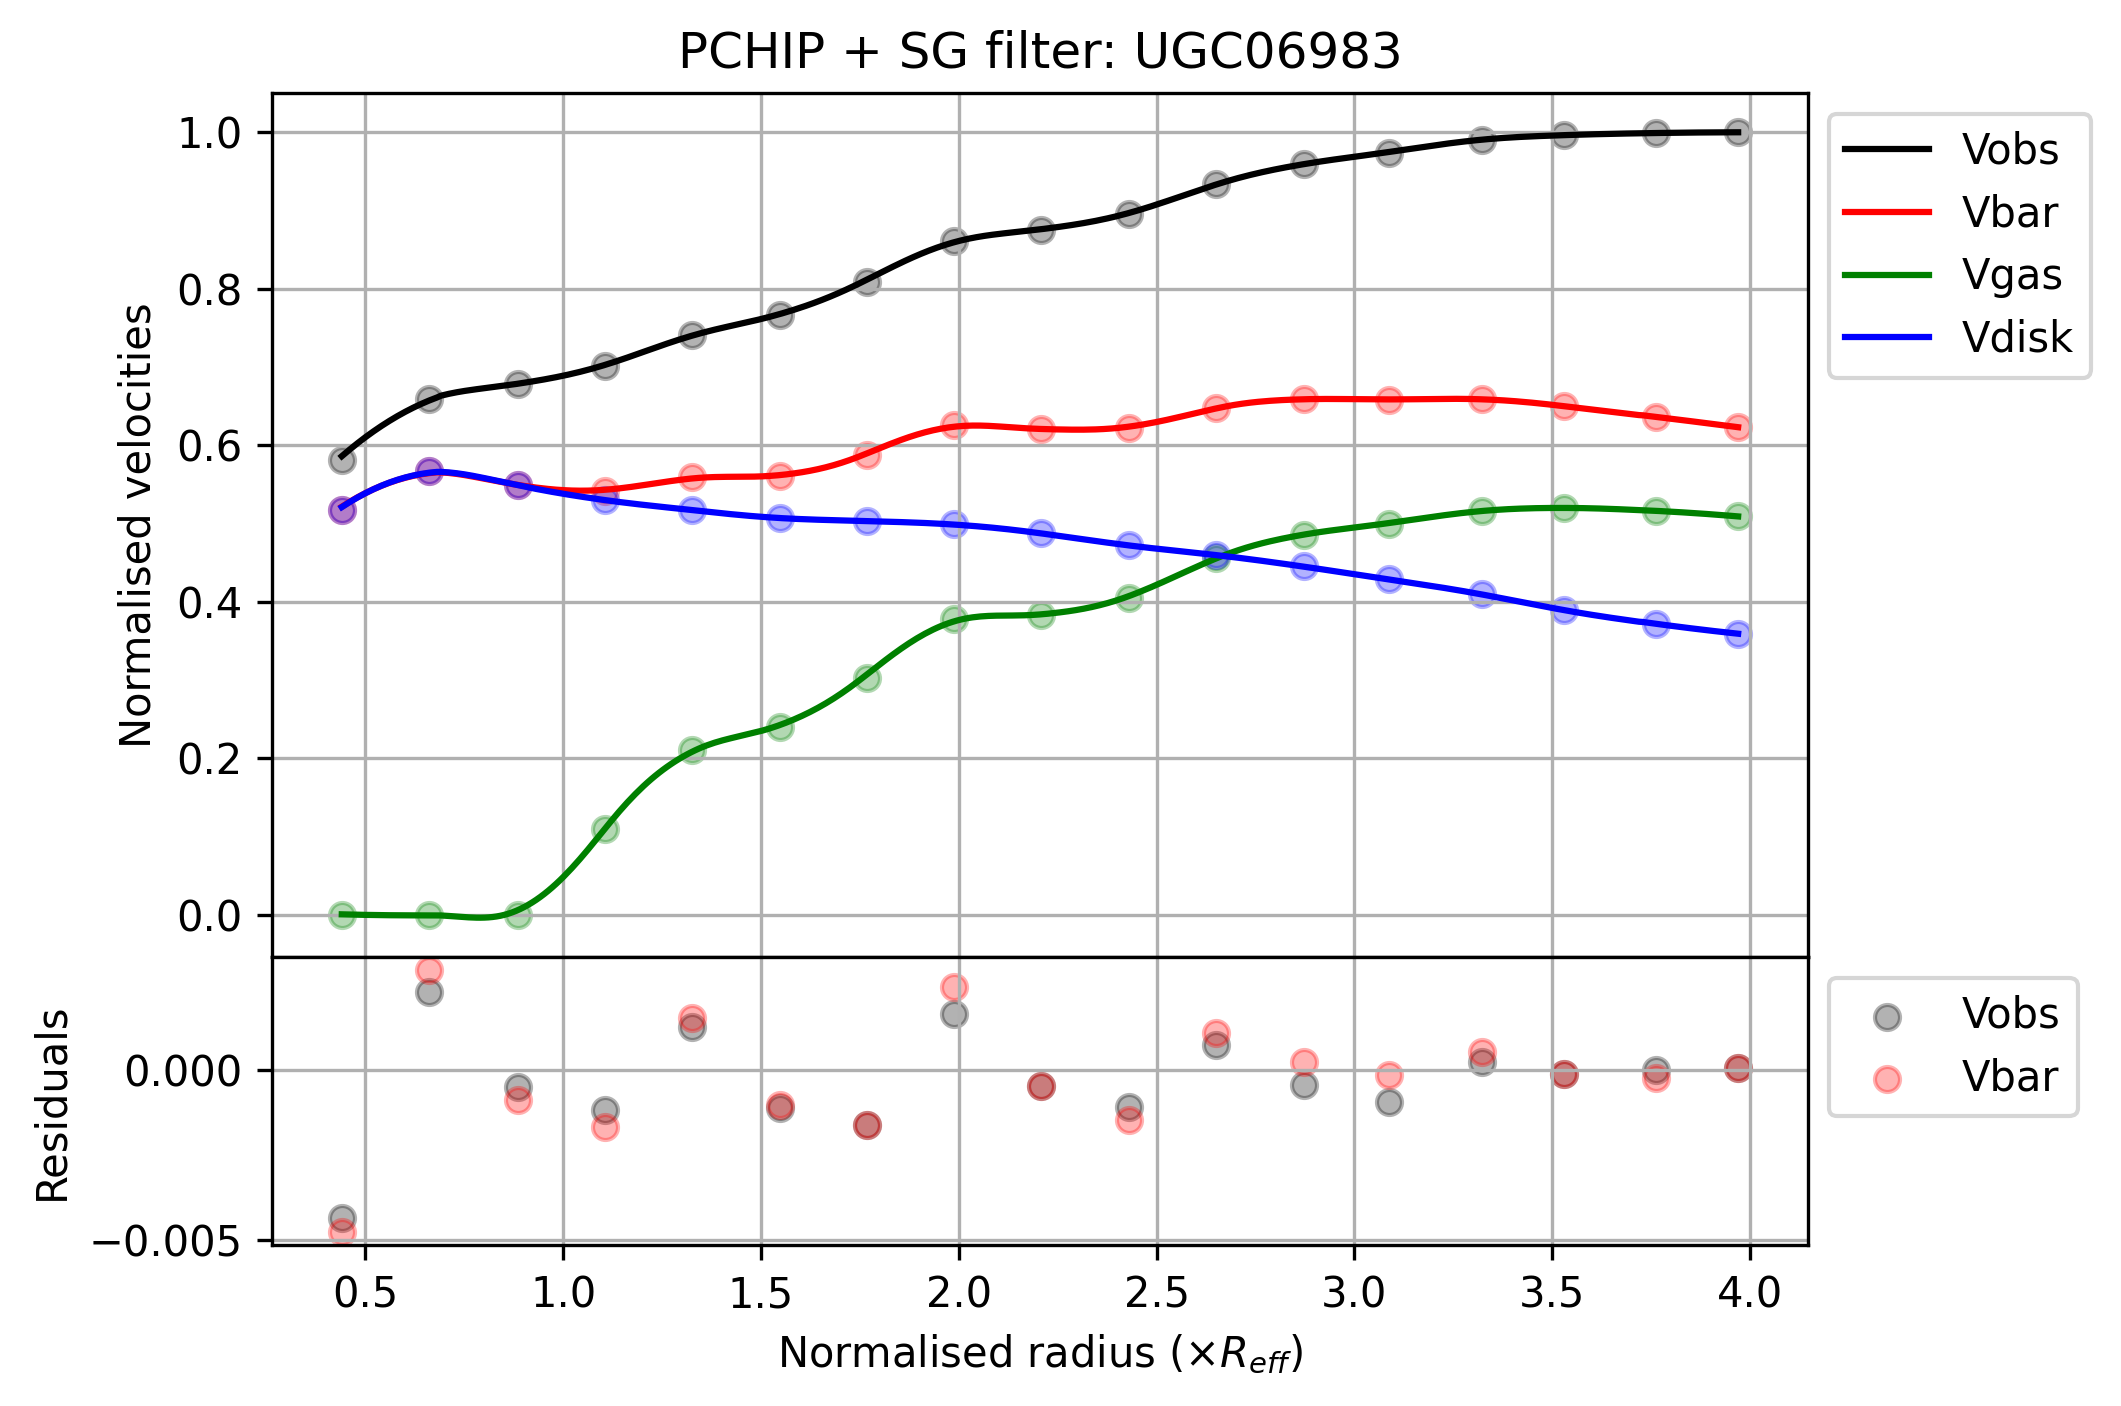 PCHIP + SG filter: UGC06983
1.0
0.8
0.6
0.4
0.2
0.0
Normalised velocities
Vobs
Vbar
Vgas
Vdisk
0.000
−0.005
Residuals
Vobs
Vbar
0.5 1.0 1.5 2.0 2.5 3.0 3.5 4.0
Normalised radius (×R_eff)